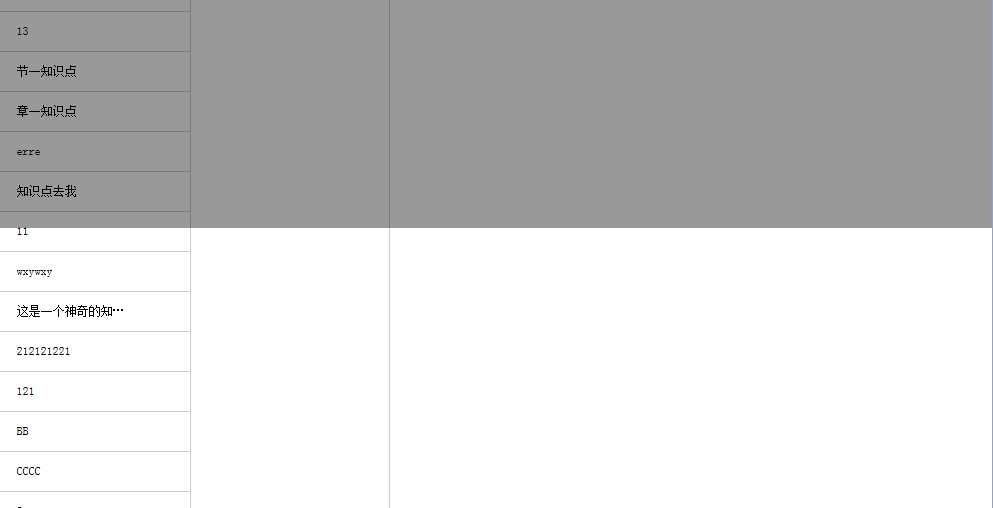 13
节一知识点
章一知识点
erre
知识点去我
11
wxywxy
这是一个神奇的知…
212121221
121
BB
CCCC